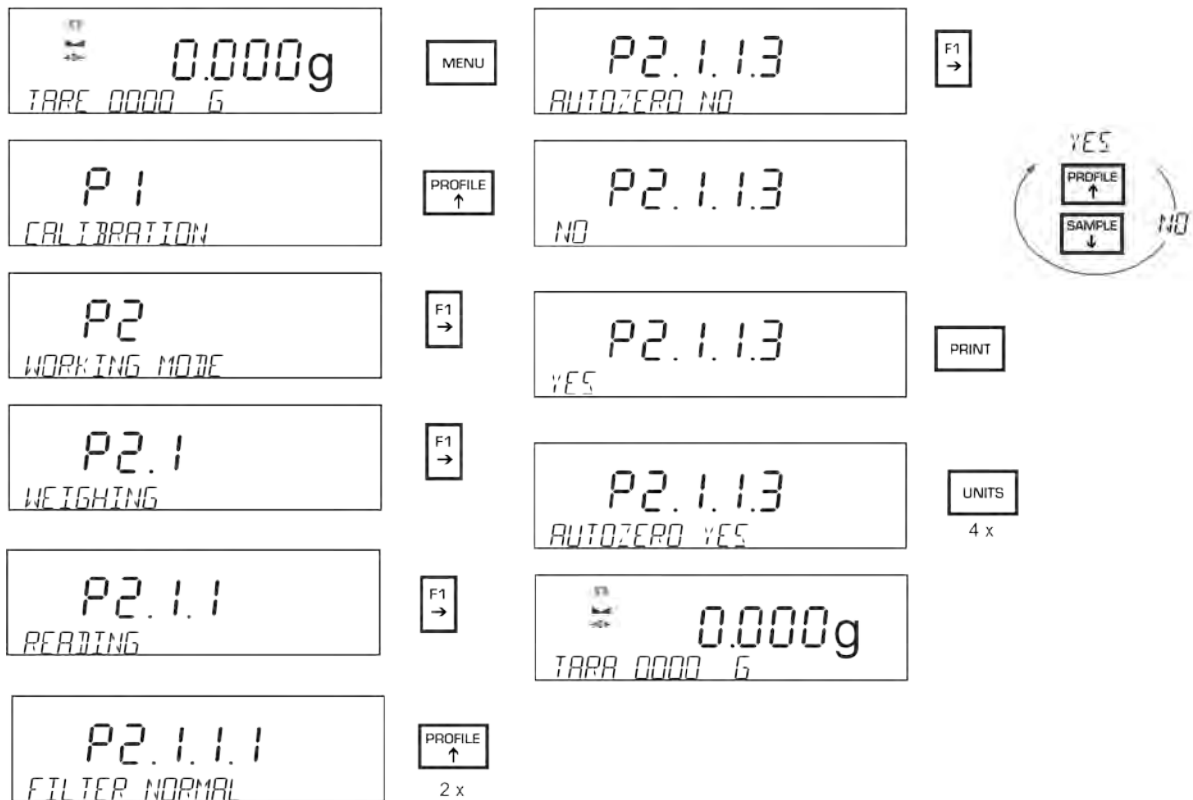 0.000g
TARE 0000 G
MENU
P1
CALIBRATION
PROFILE
↑
P2
WORKING MODE
F1
→
P2.1
WEIGHING
F1
→
P2.1.1
READING
F1
→
P2.1.1.1
FILTER NORMAL
PROFILE
↑
2 x
P2.1.1.3
AUTOZERO NO
F1
→
P2.1.1.3
NO
YES
PROFILE
↑
SAMPLE
↓
NO
P2.1.1.3
YES
PRINT
P2.1.1.3
AUTOZERO YES
UNITS
4 x
0.000g
TARA 0000 G